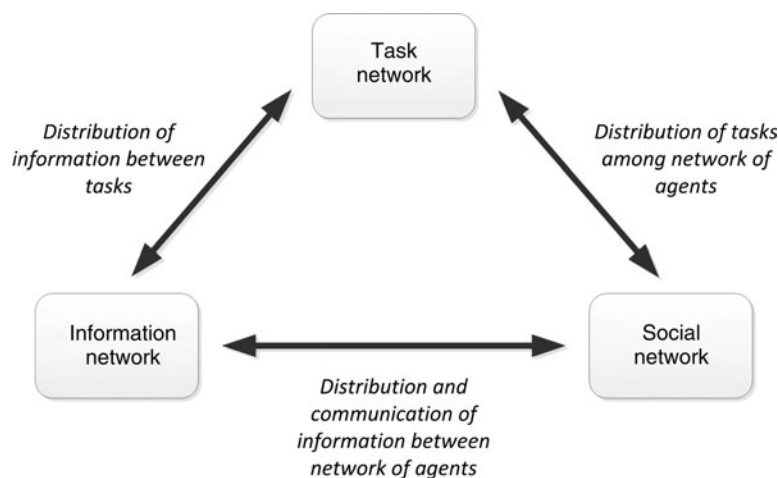 Task
network
Distribution of
information between
tasks
Distribution of tasks
among network of
agents
Information
network
Social
network
Distribution and
communication of
information between
network of agents